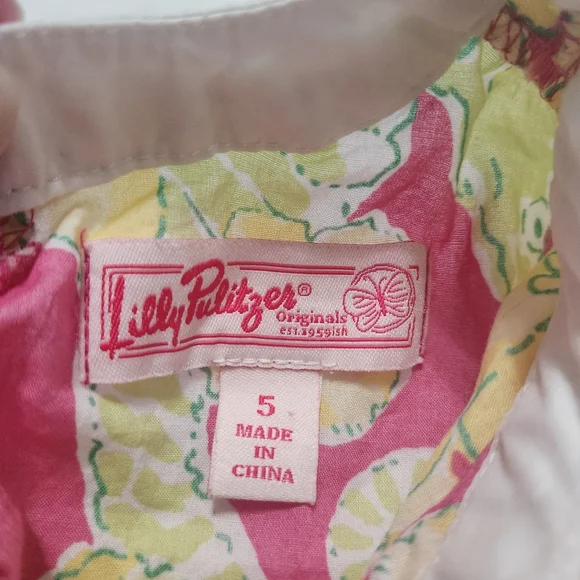 Lilly Pulitzer®
Originals
est.1959ish
5
MADE
IN
CHINA